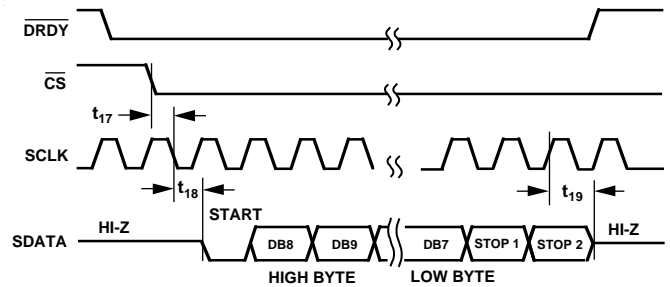 DRDY
CS
t17
SCLK
t18
t19
START
SDATA
HI-Z
DB8
DB9
DB7
STOP 1
STOP 2
HI-Z
HIGH BYTE
LOW BYTE